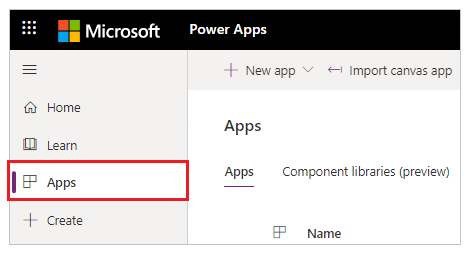 Microsoft Power Apps
New app Import canvas app
Home
Learn
Apps
Create
Apps
Apps Component libraries (preview)
Name